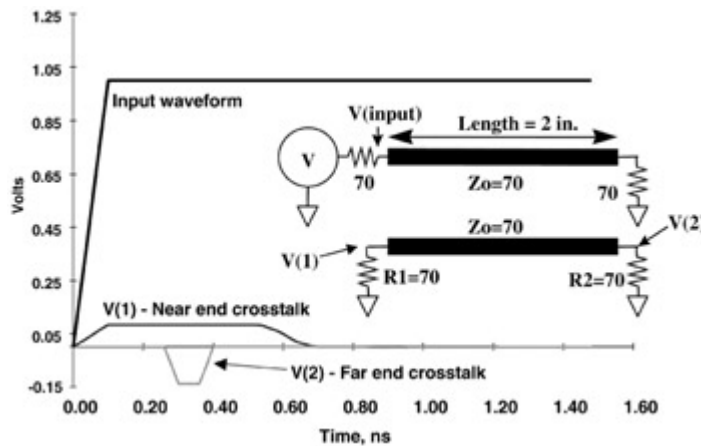 1.05
0.85
0.65
0.45
0.25
0.05
-0.15
Volts
Input waveform
V(input)
Length = 2 in.
V
70
Zo=70
70
Zo=70
V(2)
V(1)
R1=70
R2=70
V(1) - Near end crosstalk
V(2) - Far end crosstalk
0.00 0.20 0.40 0.60 0.80 1.00 1.20 1.40 1.60
Time, ns